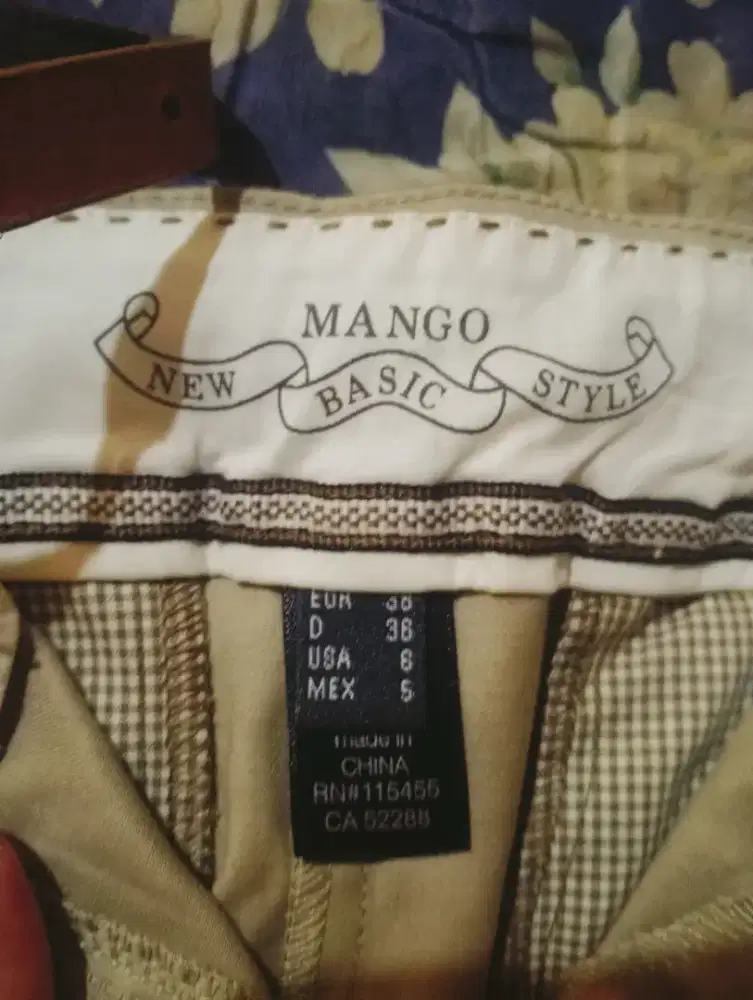 MANGO
NEW BASIC STYLE
EUR 38
D 36
USA 6
MEX 5
made in
CHINA
RN#115455
CA 52288